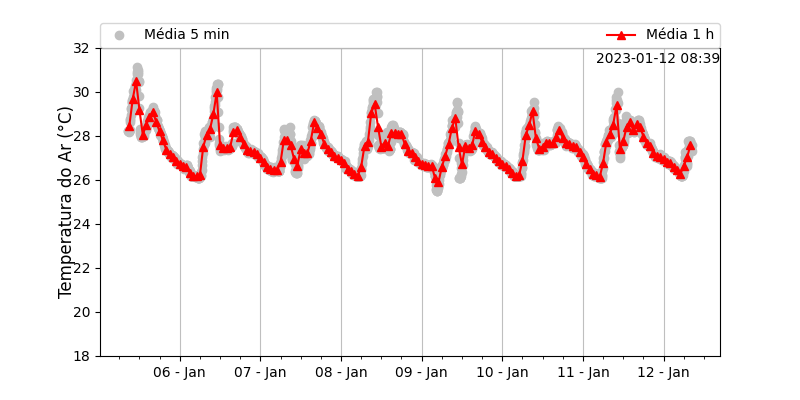 Média 5 min
Média 1 h
2023-01-12 08:39
Temperatura do Ar (°C)
32
30
28
26
24
22
20
18
06 - Jan
07 - Jan
08 - Jan
09 - Jan
10 - Jan
11 - Jan
12 - Jan